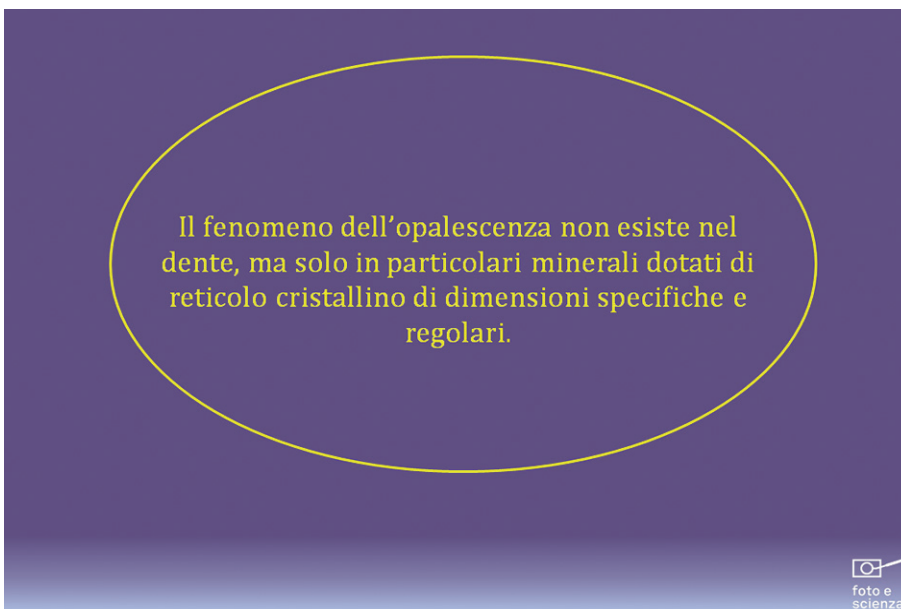 Il fenomeno dell’opalescenza non esiste nel
dente, ma solo in particolari minerali dotati di
reticolo cristallino di dimensioni specifiche e
regolari.
foto e
scienza